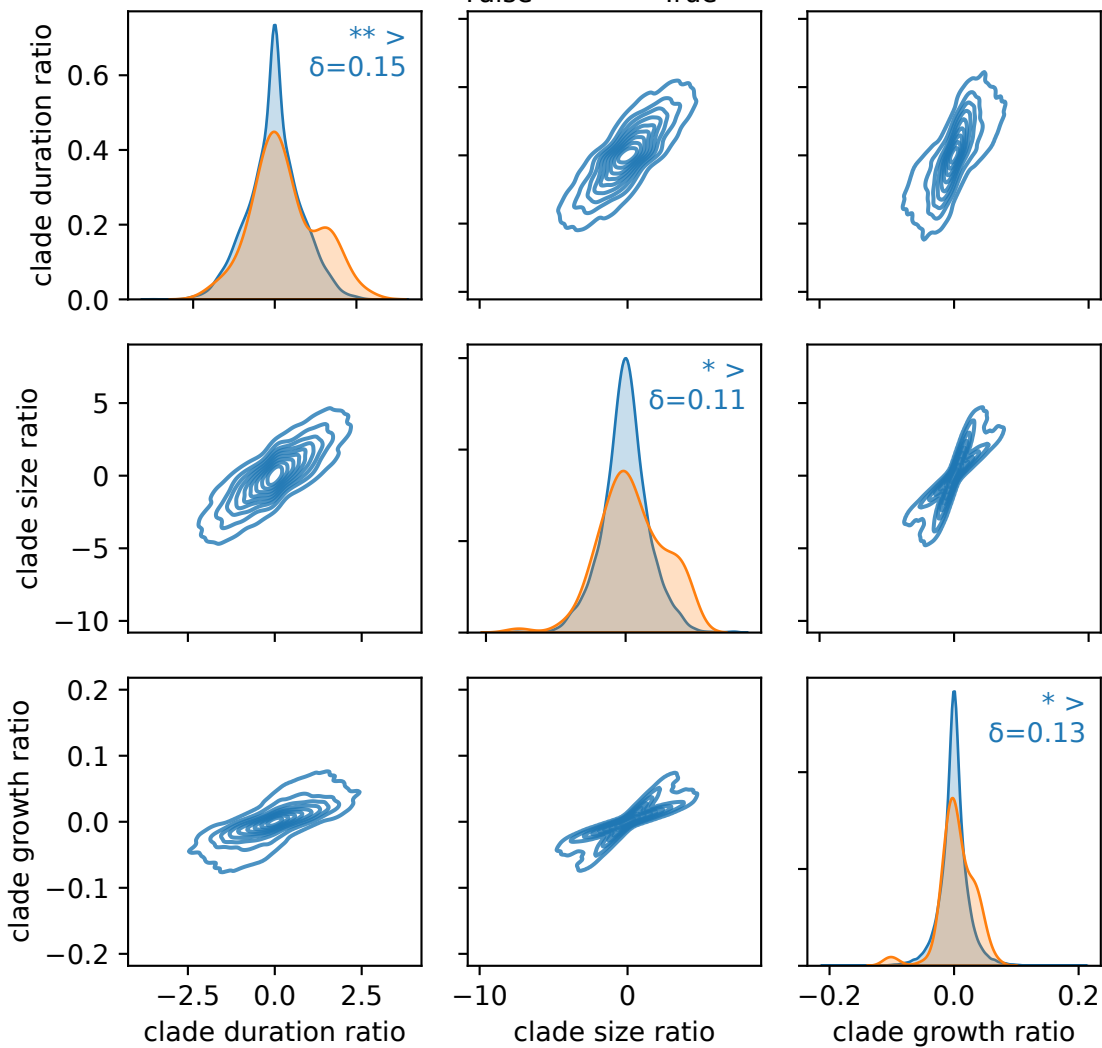 False True
clade duration ratio
0.6
0.4
0.2
0.0
** >
δ=0.15
clade size ratio
5
0
−5
−10
* >
δ=0.11
clade growth ratio
0.2
0.1
0.0
−0.1
−0.2
* >
δ=0.13
−2.5 0.0 2.5
−10 0
−0.2 0.0 0.2
clade duration ratio
clade size ratio
clade growth ratio